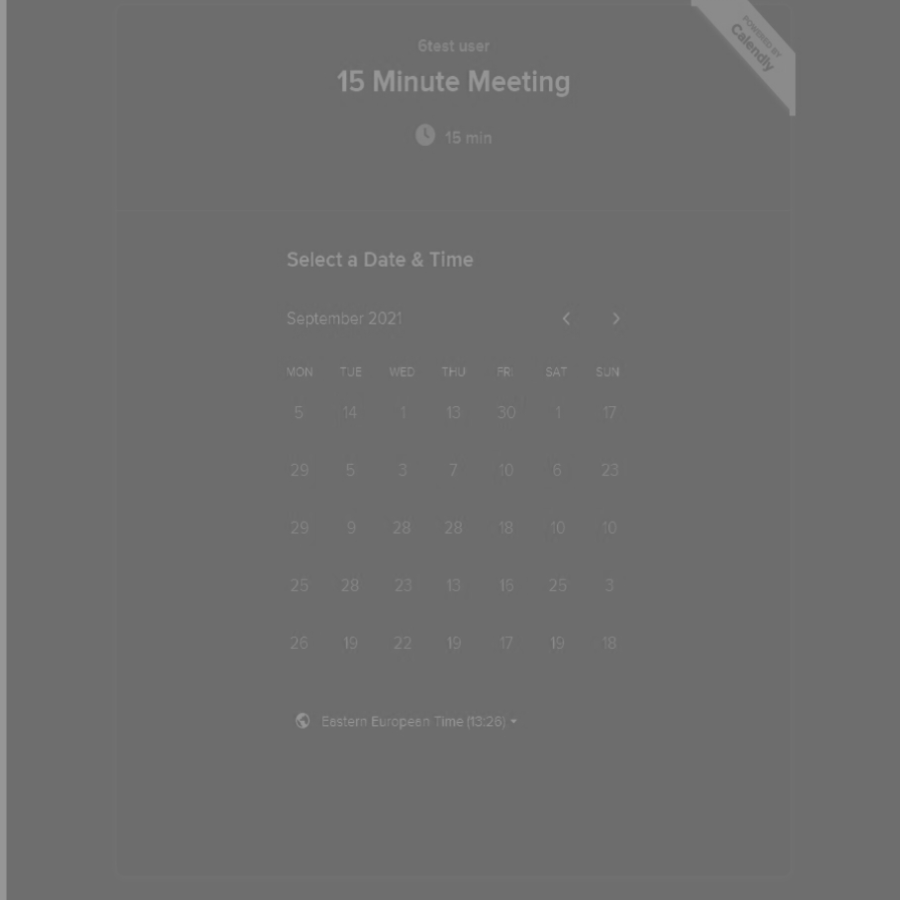 POWERED BY
Calendly
6test user
15 Minute Meeting
15 min
Select a Date & Time
September 2021
MON TUE WED THU FRI SAT SUN
5 14 1 13 30 1 17
29 5 3 7 10 6 23
29 9 28 28 18 10 10
25 28 23 13 16 25 3
26 19 22 19 17 19 18
Eastern European Time (13:26)